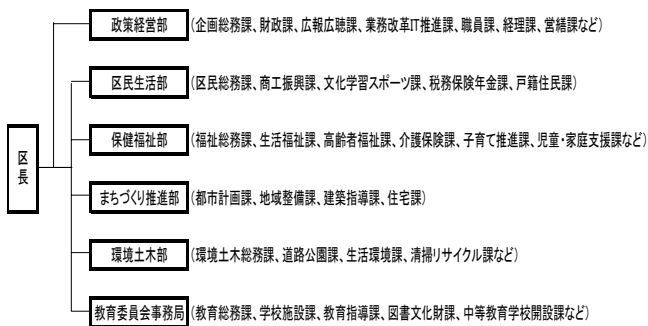 区長
政策経営部 (企画総務課、財政課、広報広聴課、業務改革IT推進課、職員課、経理課、営繕課など)
区民生活部 (区民総務課、商工振興課、文化学習スポーツ課、税務保険年金課、戸籍住民課)
保健福祉部 (福祉総務課、生活福祉課、高齢者福祉課、介護保険課、子育て推進課、児童・家庭支援課など)
まちづくり推進部 (都市計画課、地域整備課、建築指導課、住宅課)
環境土木部 (環境土木総務課、道路公園課、生活環境課、清掃リサイクル課など)
教育委員会事務局 (教育総務課、学校施設課、教育指導課、図書文化財課、中等教育学校開設課など)